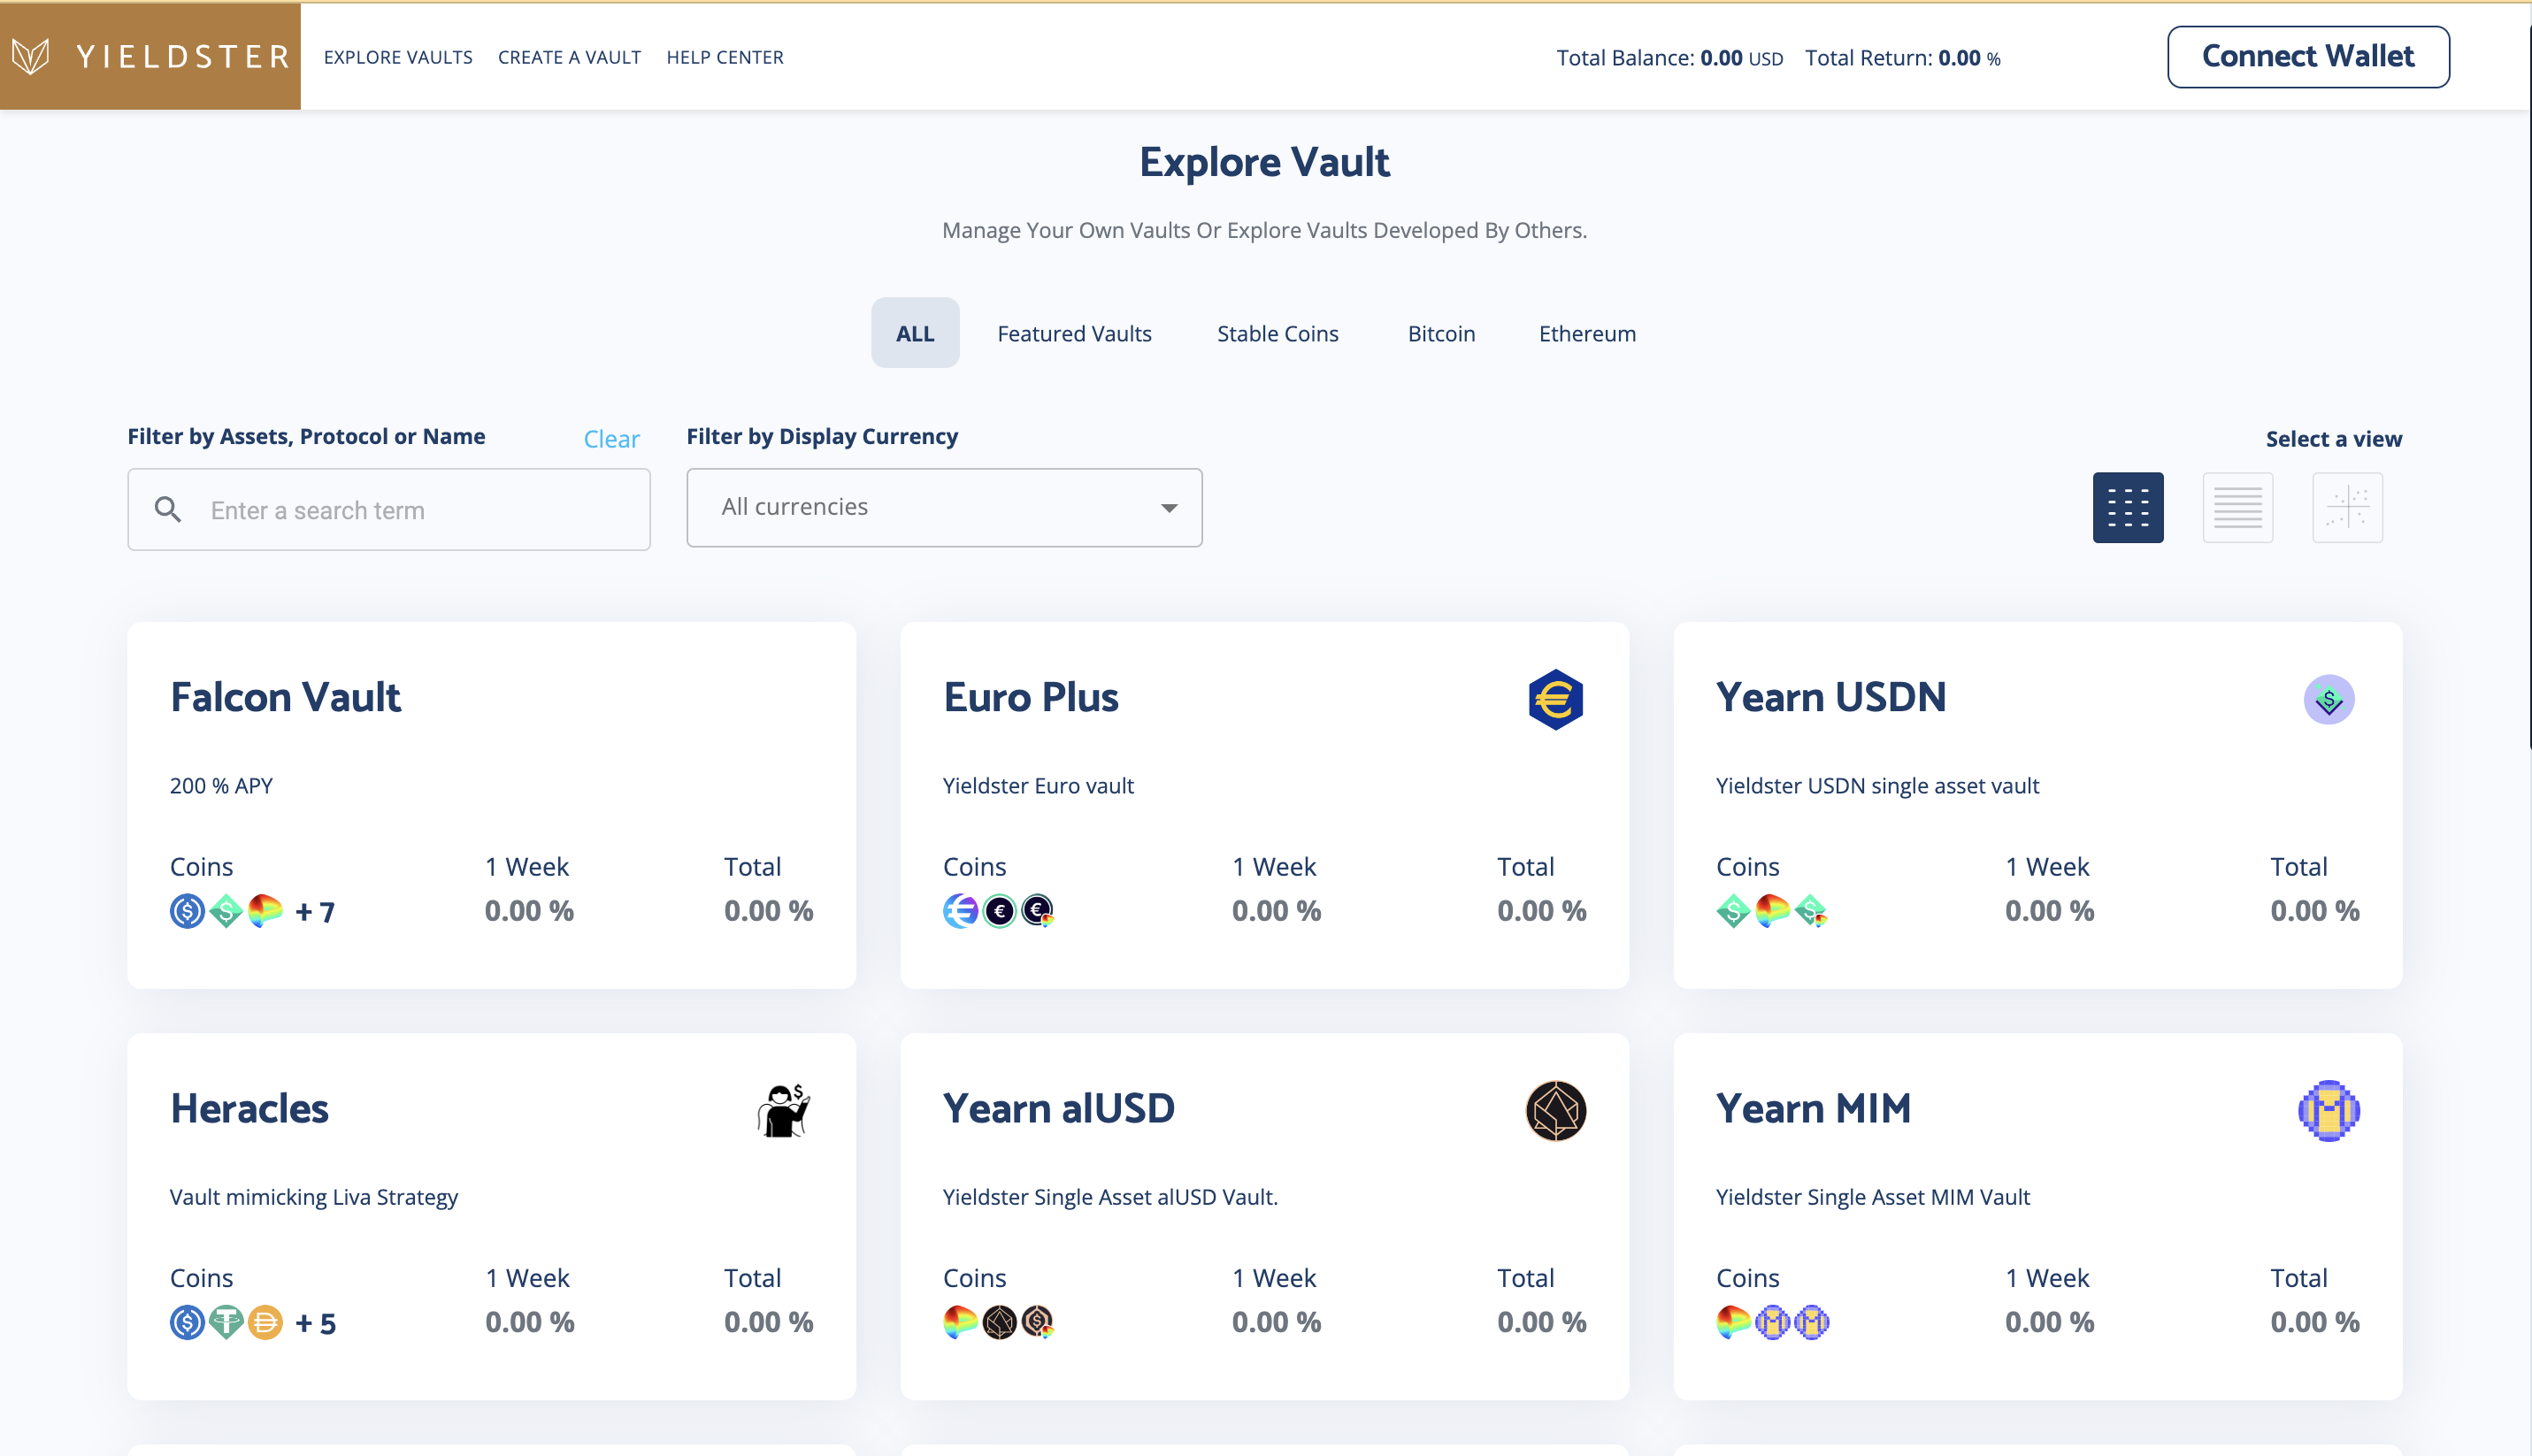 YIELDSTER EXPLORE VAULTS CREATE A VAULT HELP CENTER Total Balance: 0.00 USD Total Return: 0.00 % Connect Wallet
Explore Vault
Manage Your Own Vaults Or Explore Vaults Developed By Others.
ALL Featured Vaults Stable Coins Bitcoin Ethereum
Filter by Assets, Protocol or Name Clear Filter by Display Currency Select a view
Enter a search term All currencies
Falcon Vault
200 % APY
Coins 1 Week Total
+ 7 0.00 % 0.00 %
Euro Plus
Yieldster Euro vault
Coins 1 Week Total
0.00 % 0.00 %
Yearn USDN
Yieldster USDN single asset vault
Coins 1 Week Total
0.00 % 0.00 %
Heracles
Vault mimicking Liva Strategy
Coins 1 Week Total
+ 5 0.00 % 0.00 %
Yearn alUSD
Yieldster Single Asset alUSD Vault.
Coins 1 Week Total
0.00 % 0.00 %
Yearn MIM
Yieldster Single Asset MIM Vault
Coins 1 Week Total
0.00 % 0.00 %